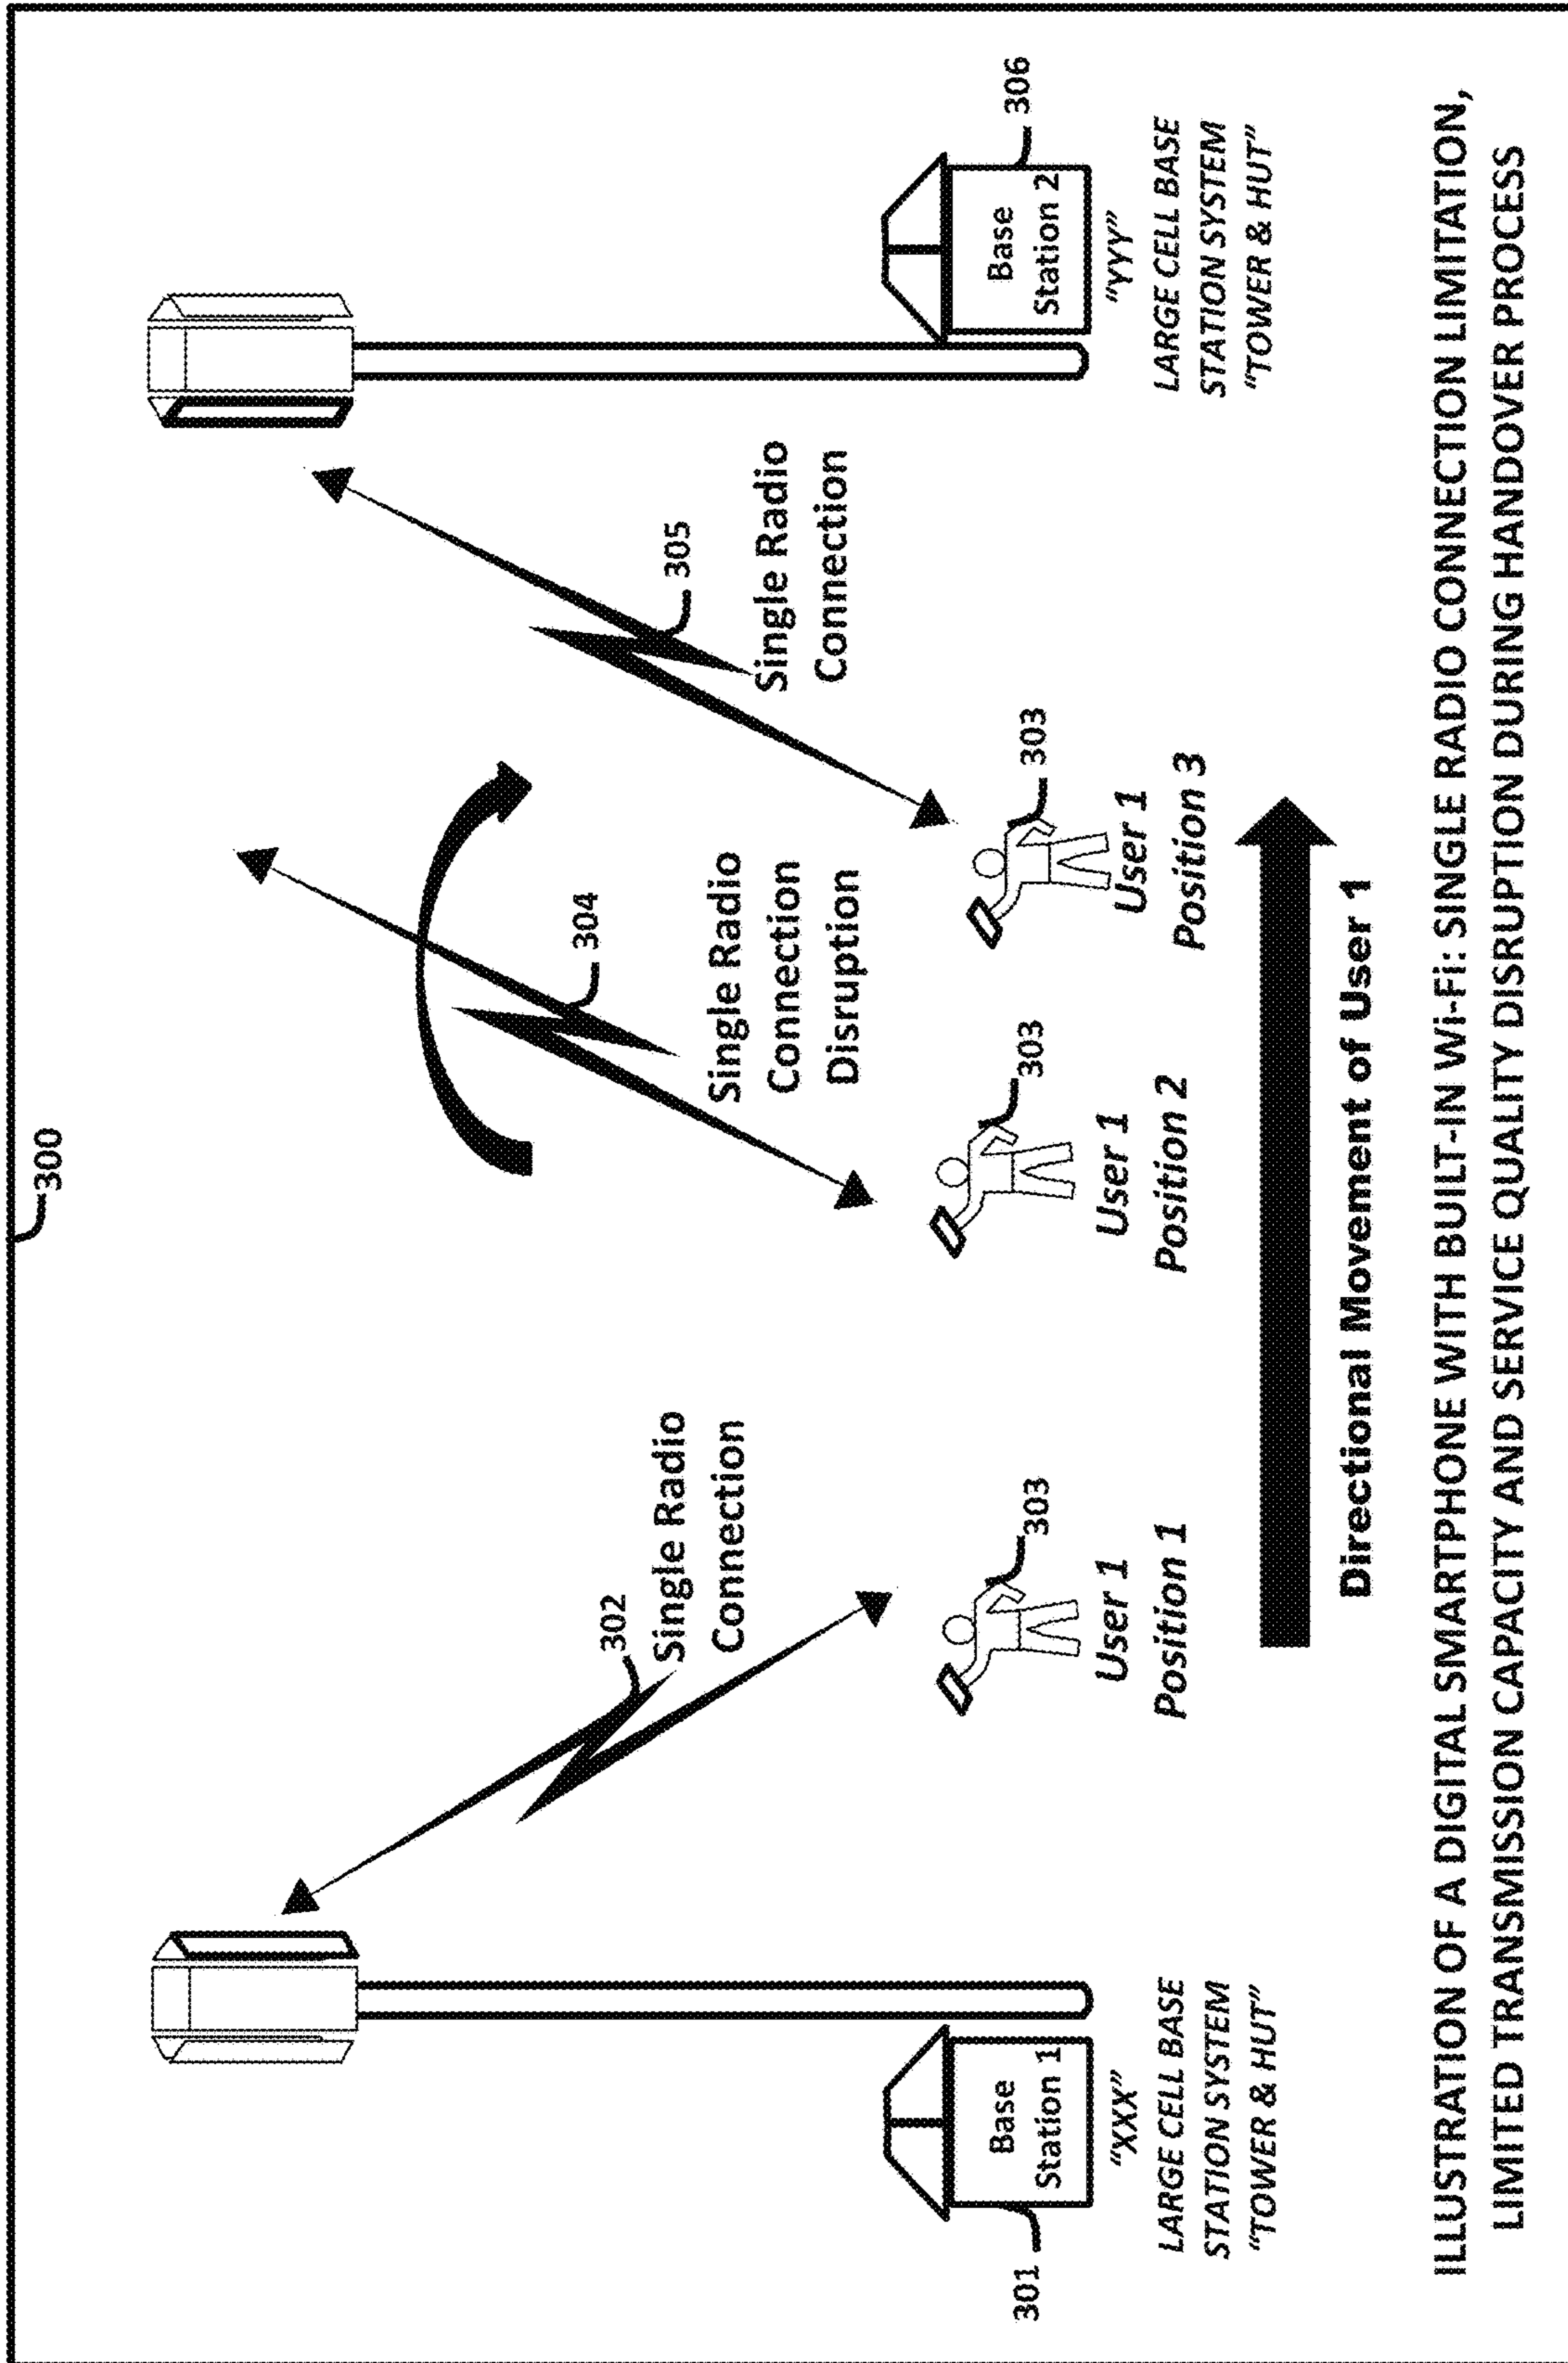 300
302
Single Radio
Connection
304
Single Radio
Connection
Disruption
305
Single Radio
Connection
301
Base
Station 1
"XXX"
LARGE CELL BASE
STATION SYSTEM
"TOWER & HUT"
303
User 1
Position 1
303
User 1
Position 2
303
User 1
Position 3
306
Base
Station 2
"YYY"
LARGE CELL BASE
STATION SYSTEM
"TOWER & HUT"
Directional Movement of User 1
ILLUSTRATION OF A DIGITAL SMARTPHONE WITH BUILT-IN Wi-Fi: SINGLE RADIO CONNECTION LIMITATION,
LIMITED TRANSMISSION CAPACITY AND SERVICE QUALITY DISRUPTION DURING HANDOVER PROCESS